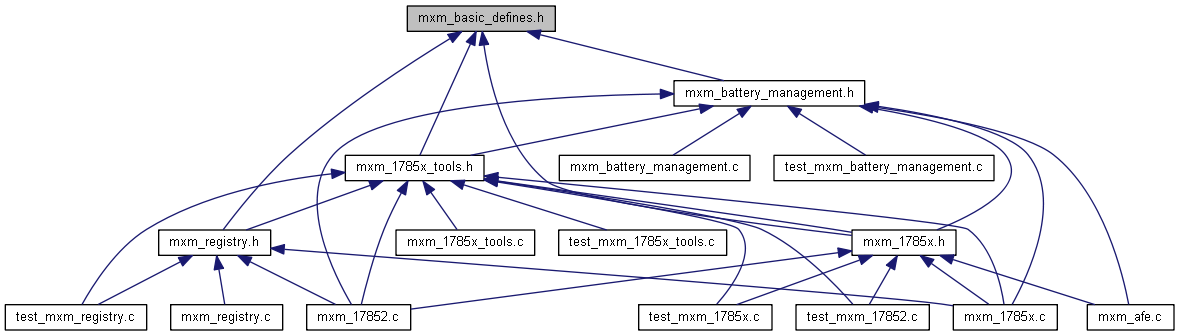 mxm_basic_defines.h
mxm_battery_management.h
mxm_1785x_tools.h
mxm_battery_management.c
test_mxm_battery_management.c
mxm_registry.h
mxm_1785x_tools.c
test_mxm_1785x_tools.c
mxm_1785x.h
test_mxm_registry.c
mxm_registry.c
mxm_17852.c
test_mxm_1785x.c
test_mxm_17852.c
mxm_1785x.c
mxm_afe.c